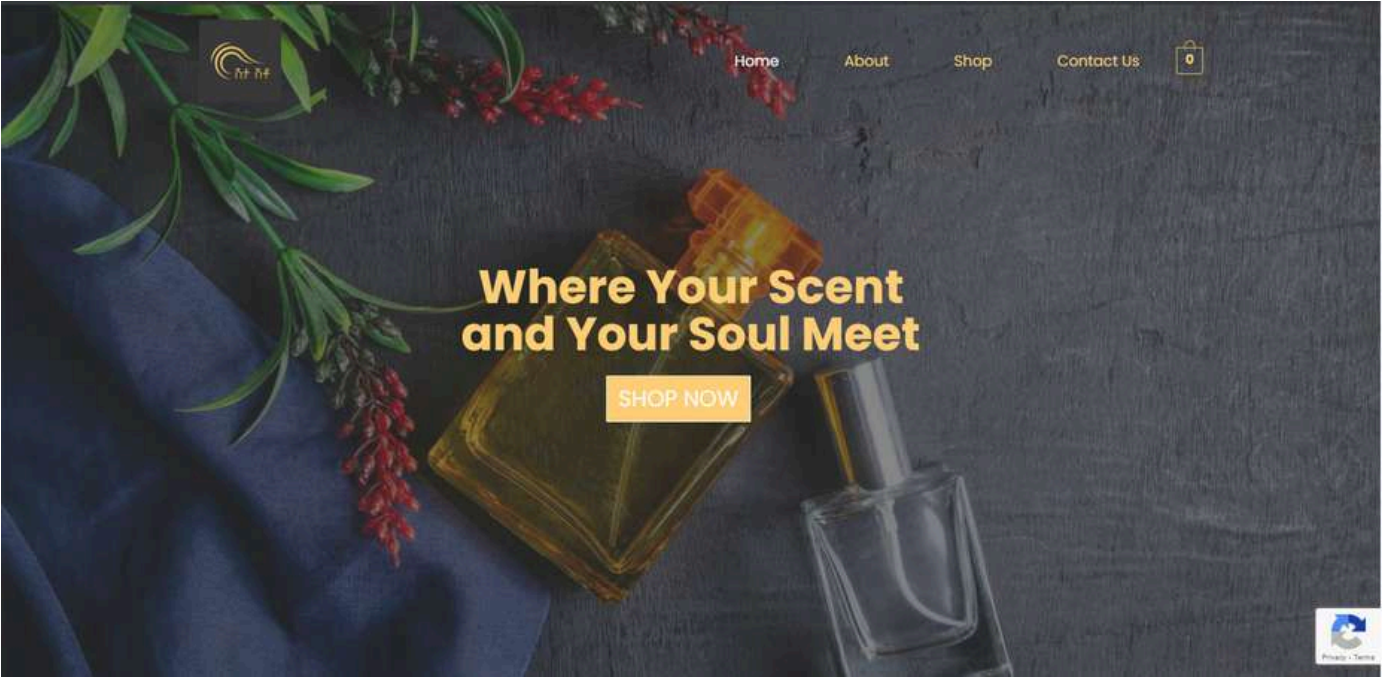 Home About Shop Contact Us 0
Where Your Scent
and Your Soul Meet
SHOP NOW
Privacy - Terms